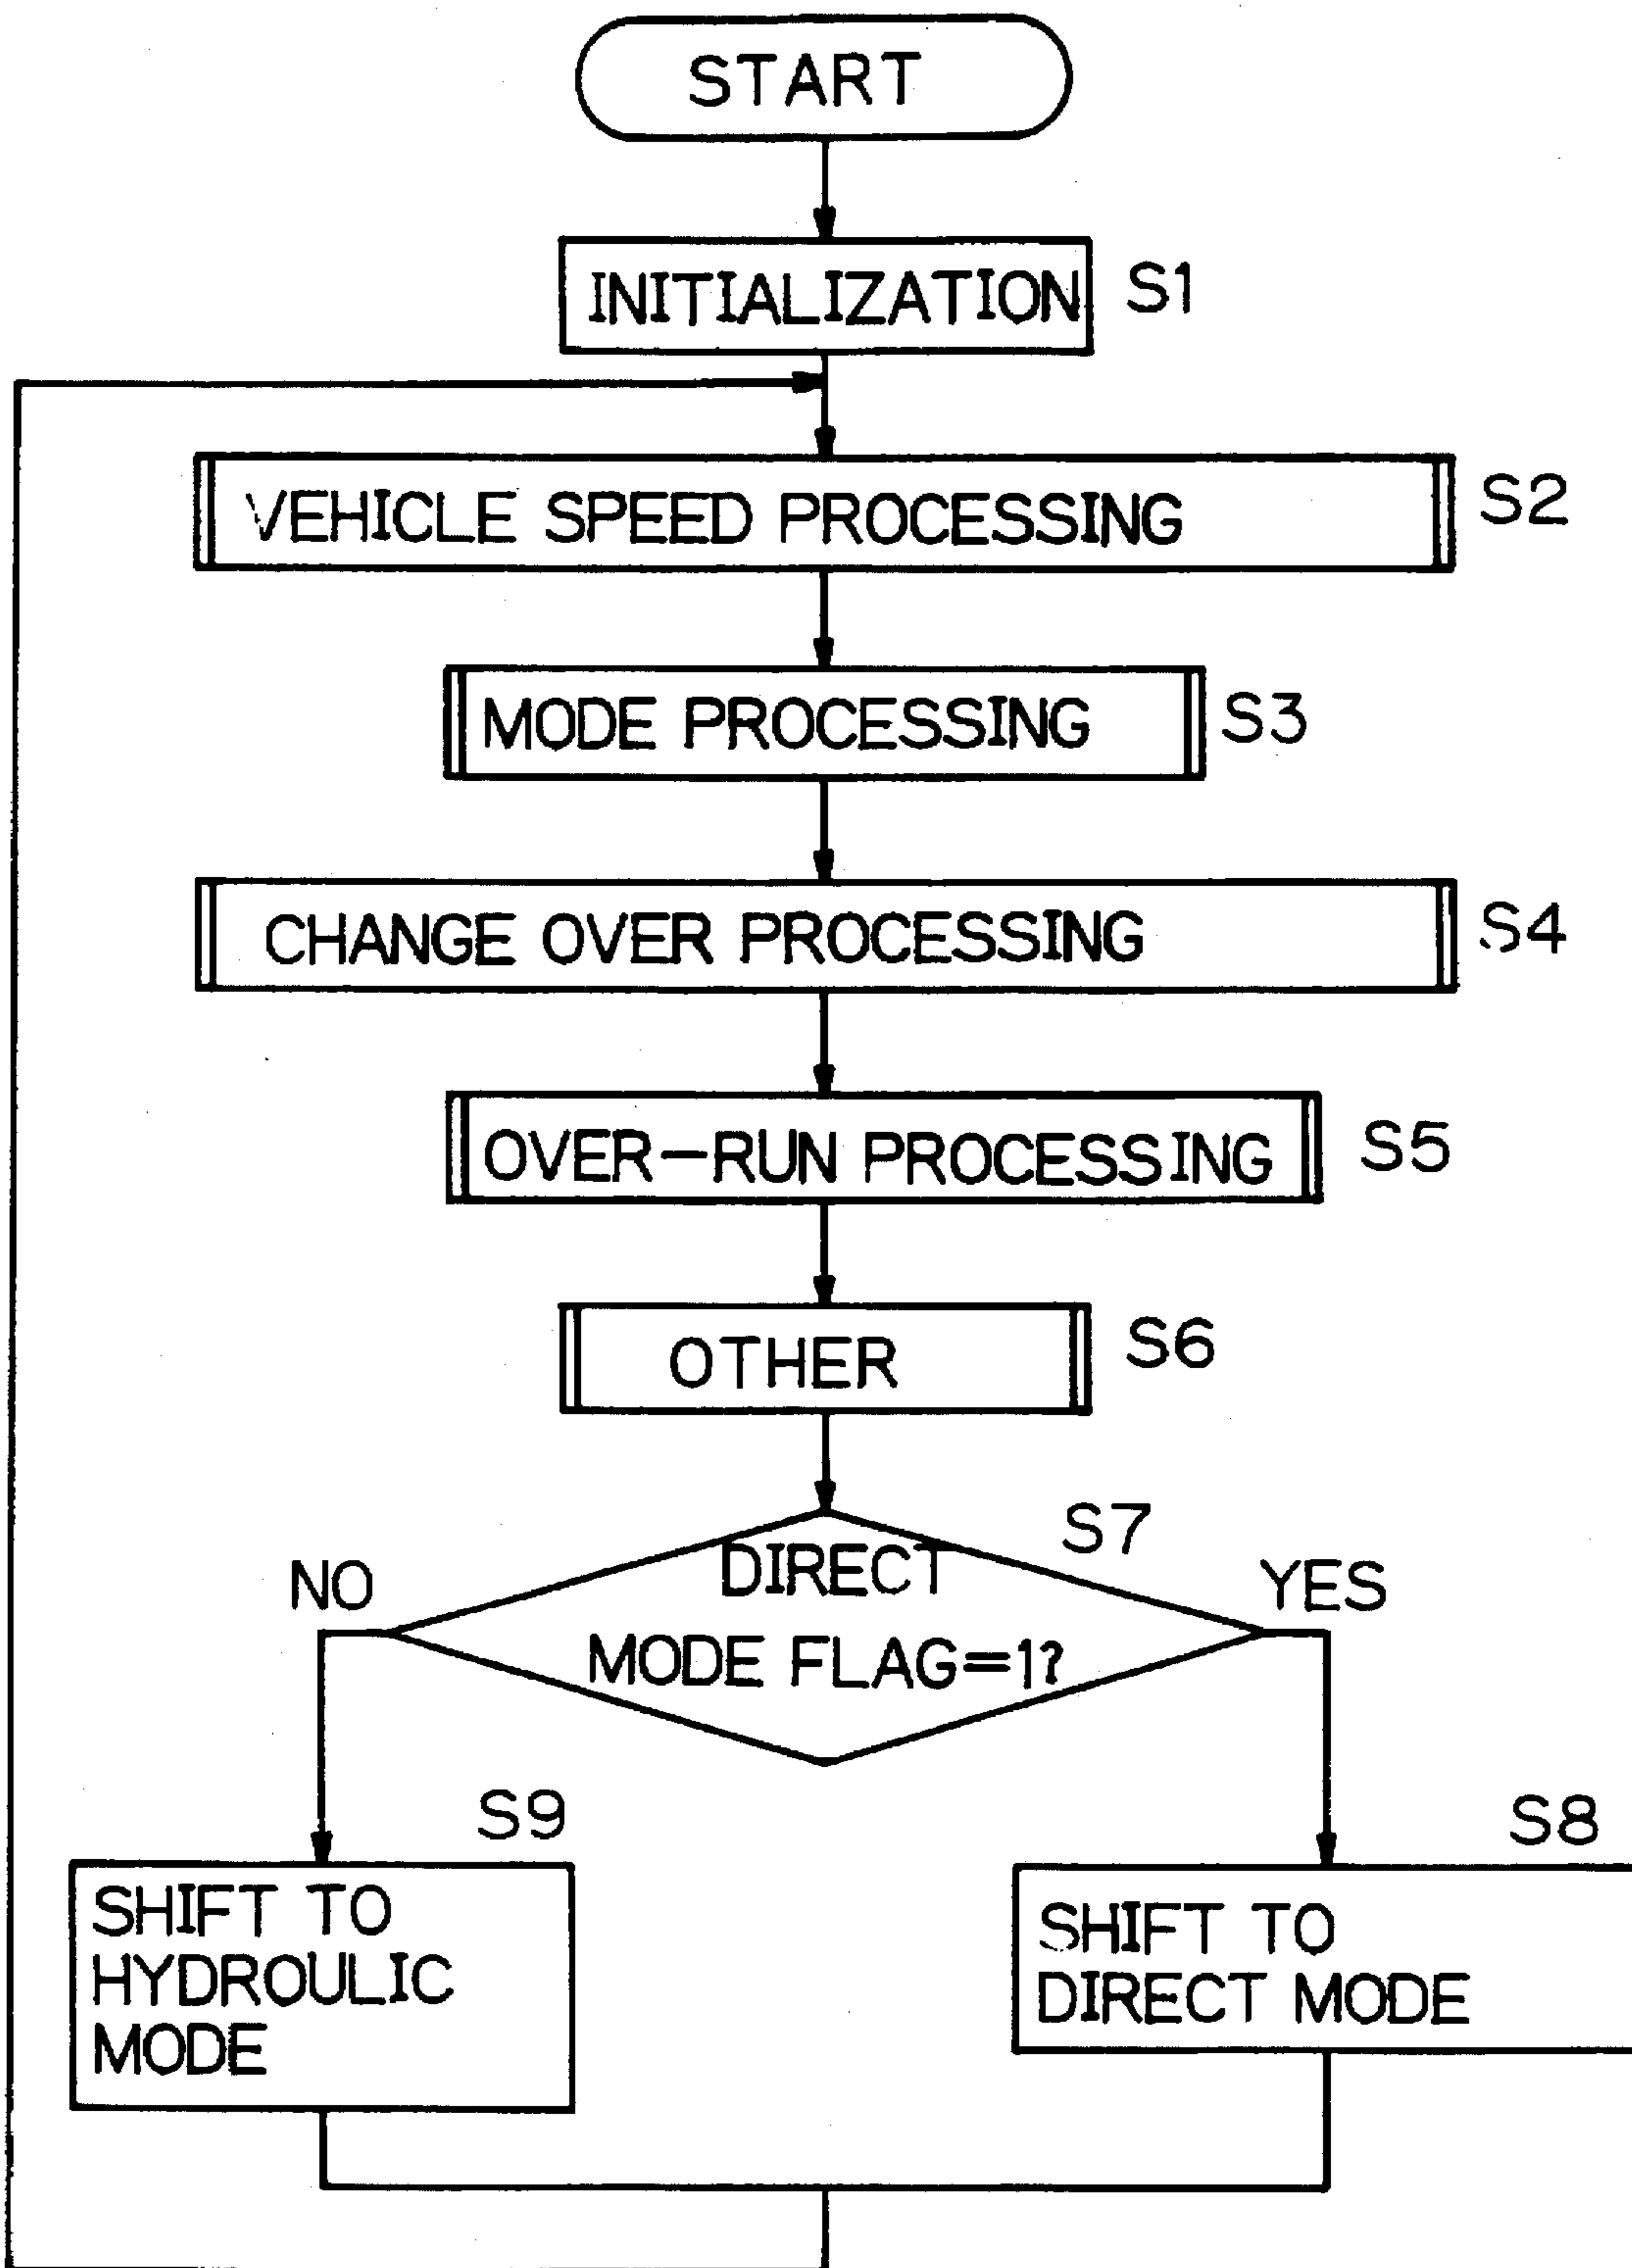 START
INITIALIZATION
S1
VEHICLE SPEED PROCESSING
S2
MODE PROCESSING
S3
CHANGE OVER PROCESSING
S4
OVER-RUN PROCESSING
S5
OTHER
S6
S7
DIRECT
MODE FLAG=1?
NO
YES
S9
SHIFT TO
HYDROULIC
MODE
S8
SHIFT TO
DIRECT MODE